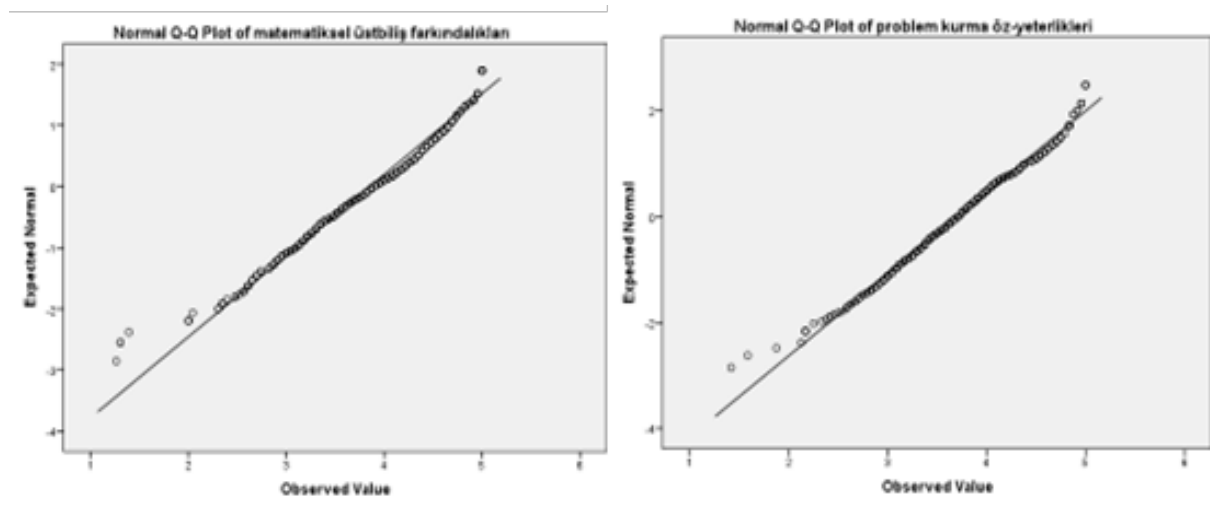 Normal Q-Q Plot of matematiksel üstbiliş farkındalıkları
2
1
0
-1
-2
-3
-4
Expected Normal
1 2 3 4 5 6
Observed Value
Normal Q-Q Plot of problem kurma öz-yeterlikleri
2
0
-2
-4
Expected Normal
1 2 3 4 5 6
Observed Value